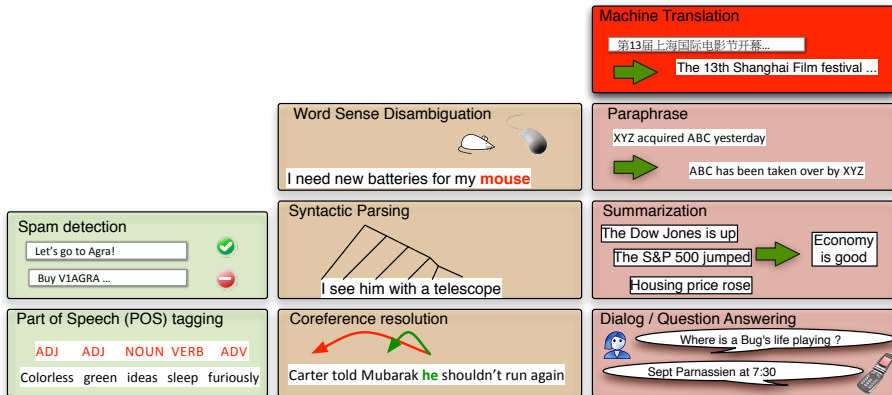 Machine Translation
第13届上海国际电影节开幕...
The 13th Shanghai Film festival ...
Word Sense Disambiguation
I need new batteries for my mouse
Paraphrase
XYZ acquired ABC yesterday
ABC has been taken over by XYZ
Spam detection
Let's go to Agra!
Buy V1AGRA ...
Syntactic Parsing
I see him with a telescope
Summarization
The Dow Jones is up
The S&P 500 jumped
Housing price rose
Economy
is good
Part of Speech (POS) tagging
ADJ ADJ NOUN VERB ADV
Colorless green ideas sleep furiously
Coreference resolution
Carter told Mubarak he shouldn't run again
Dialog / Question Answering
Where is a Bug's life playing ?
Sept Parnassien at 7:30